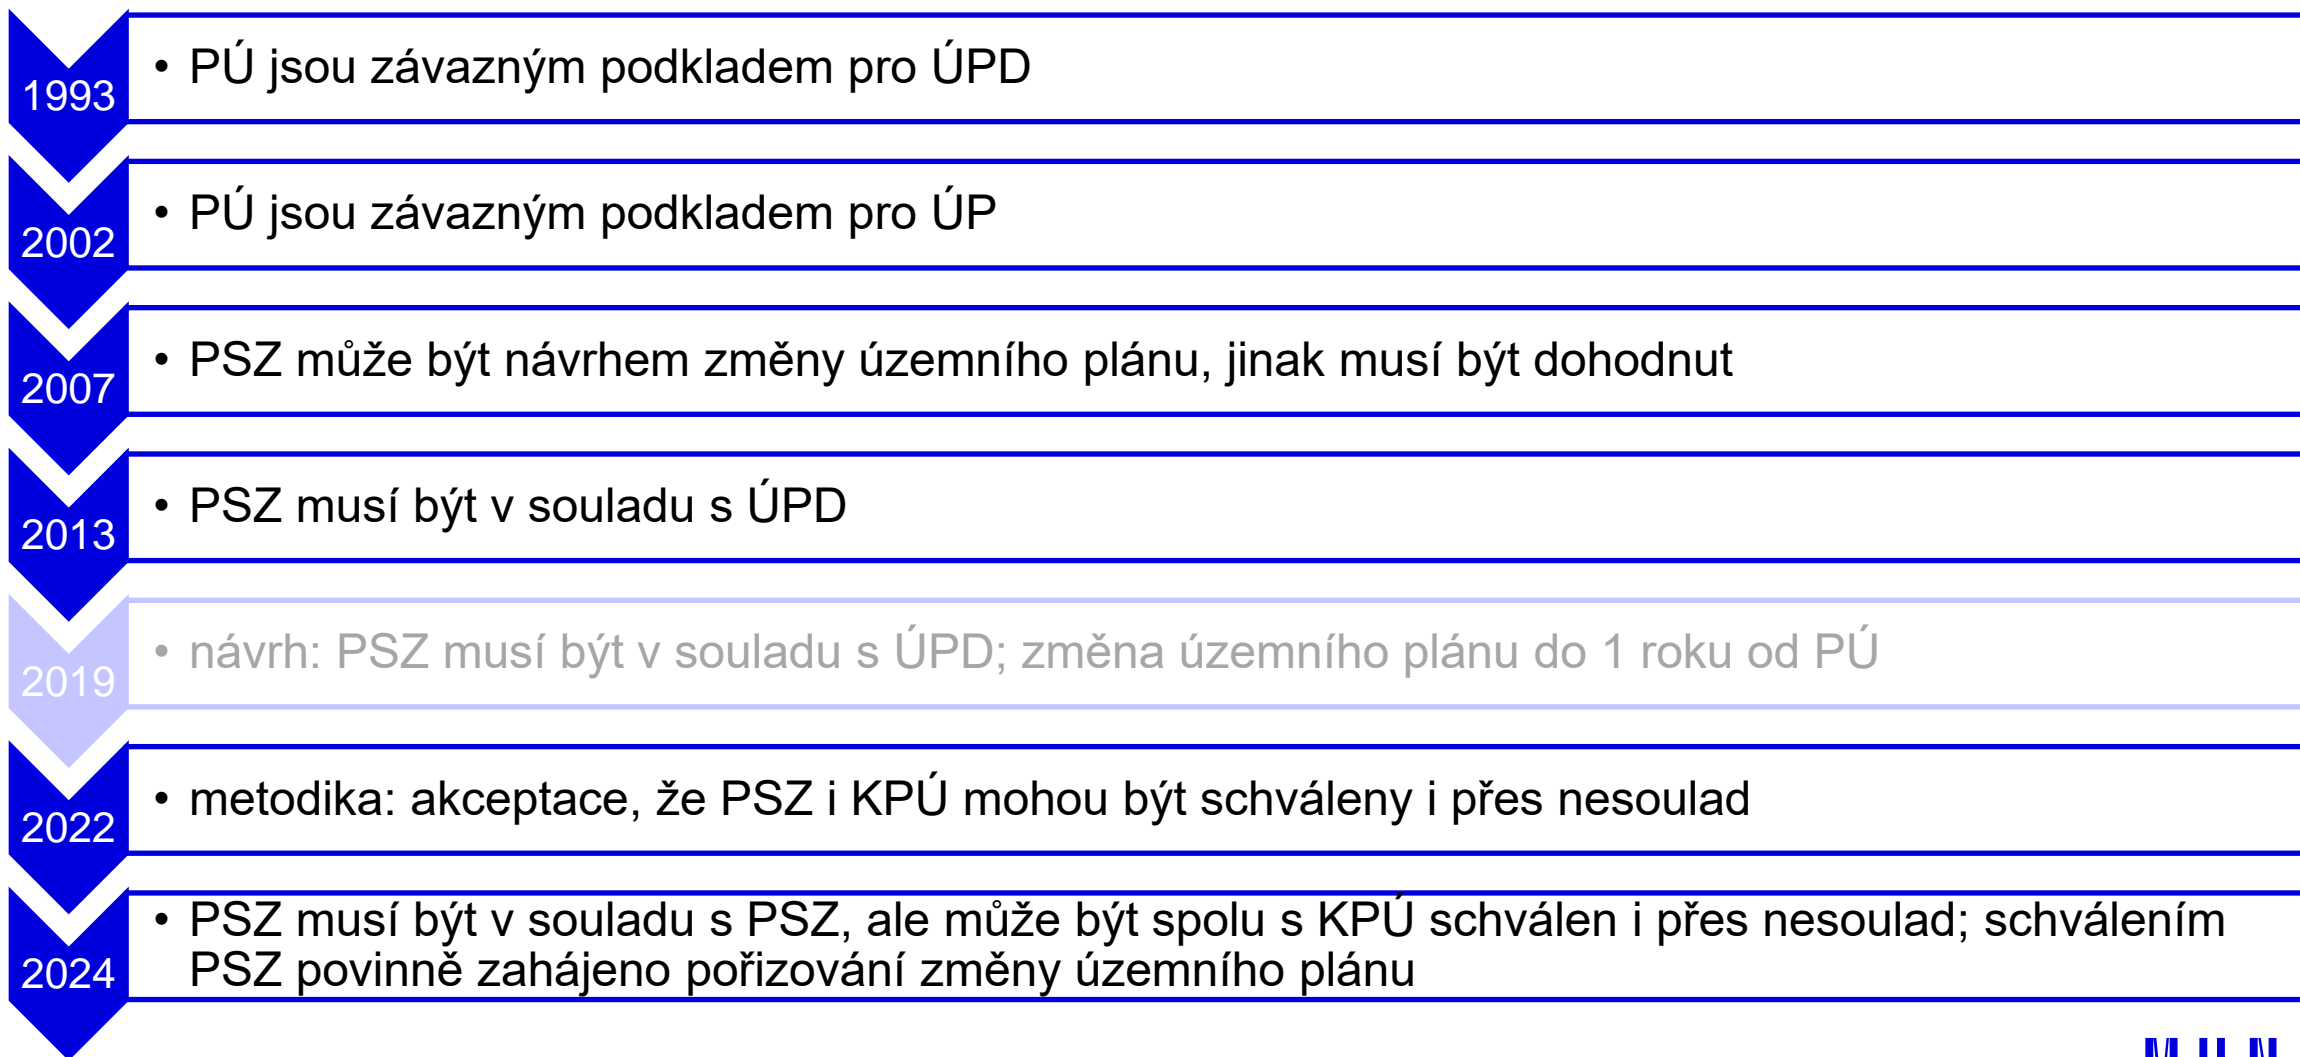 1993
• PÚ jsou závazným podkladem pro ÚPD
2002
• PÚ jsou závazným podkladem pro ÚP
2007
• PSZ může být návrhem změny územního plánu, jinak musí být dohodnut
2013
• PSZ musí být v souladu s ÚPD
2019
• návrh: PSZ musí být v souladu s ÚPD; změna územního plánu do 1 roku od PÚ
2022
• metodika: akceptace, že PSZ i KPÚ mohou být schváleny i přes nesoulad
2024
• PSZ musí být v souladu s PSZ, ale může být spolu s KPÚ schválen i přes nesoulad; schválením
PSZ povinně zahájeno pořizování změny územního plánu